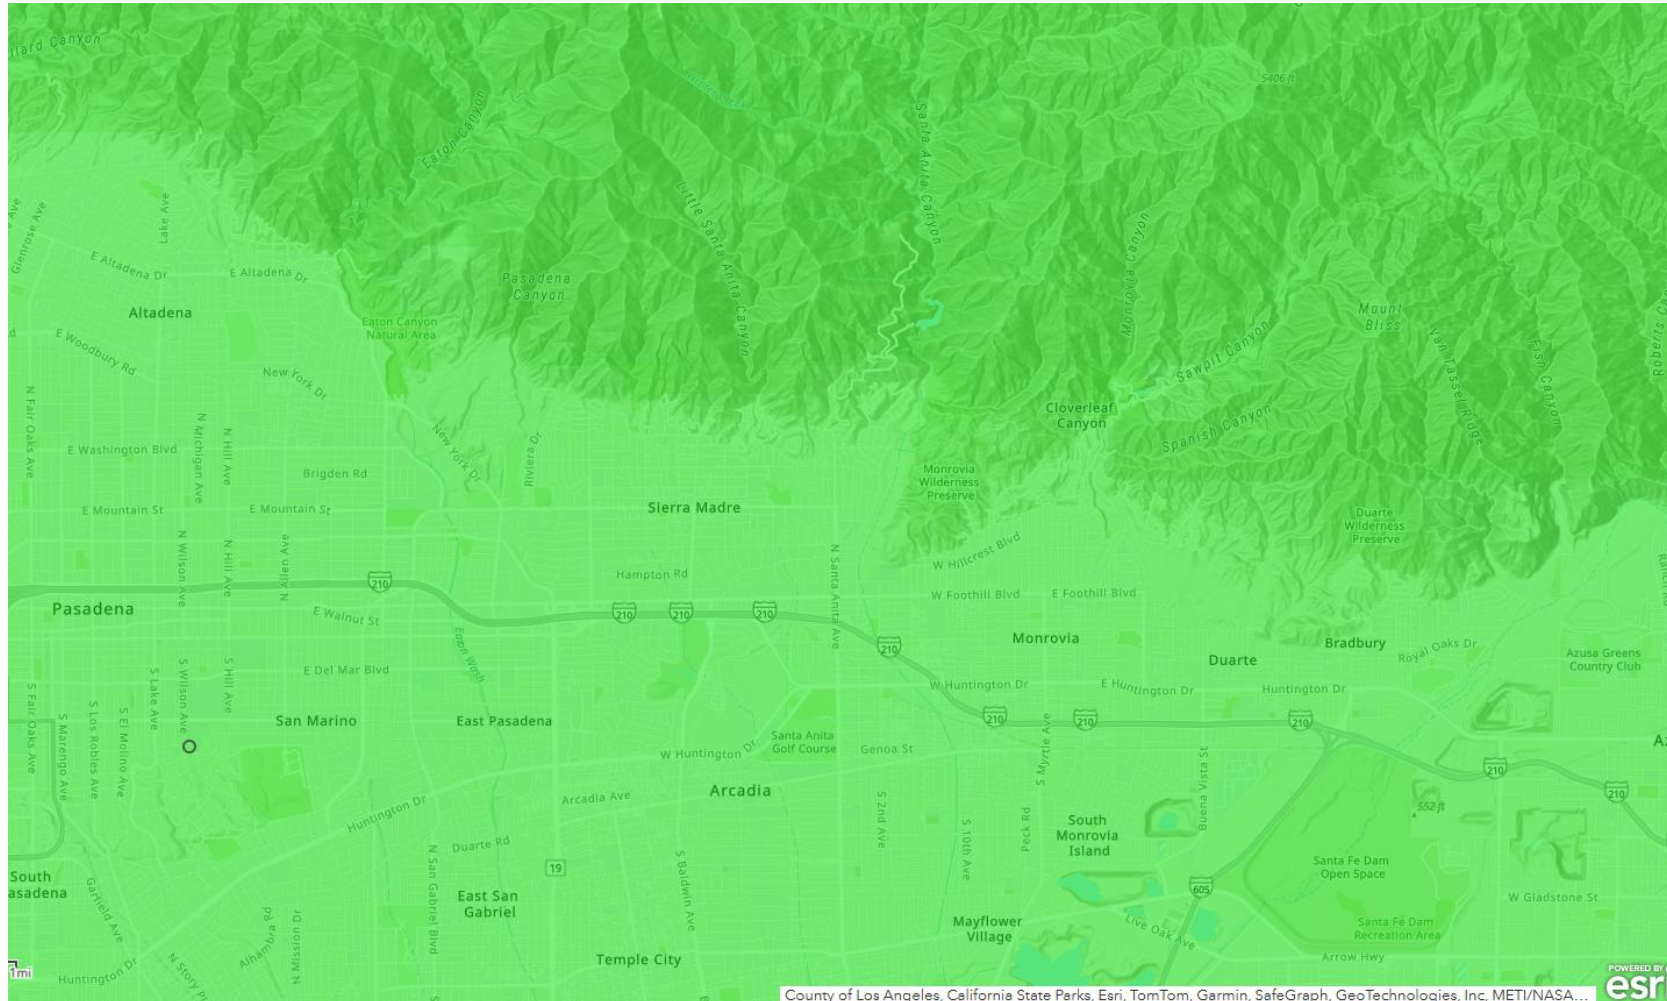 llard Canyon
Eaton Canyon
Santa Anita Canyon
5406 ft
Lake Ave
Glenrose Ave
Little Santa Anita Canyon
Monrovia Canyon
E Altadena Dr
E Altadena Dr
Pasadena
Canyon
Altadena
Eaton Canyon
Natural Area
Mount
Bliss
Roberts Ca
E Woodbury Rd
Sawpit Canyon
Van Tassel Ridge
Fish Canyon
New York Dr
N Fair Oaks Ave
Cloverleaf
Canyon
Spanish Canyon
E Washington Blvd
N Michigan Ave
N Hill Ave
New York Dr
Riviera Dr
Brigden Rd
Monrovia
Wilderness
Preserve
E Mountain St
E Mountain St
Sierra Madre
Duarte
Wilderness
Preserve
N Wilson Ave
N Hill Ave
N Allen Ave
N Santa Anita Ave
W Hillcrest Blvd
210
Hampton Rd
W Foothill Blvd
E Foothill Blvd
Pasadena
E Walnut St
210
210
210
210
Monrovia
Bradbury
Royal Oaks Dr
Duarte
Azusa Greens
Country Club
Eaton Wash
S Lake Ave
S Wilson Ave
S Hill Ave
E Del Mar Blvd
W Huntington Dr
E Huntington Dr
Huntington Dr
S Fair Oaks Ave
S Marengo Ave
S Los Robles Ave
S El Molino Ave
San Marino
East Pasadena
210
210
210
W Huntington Dr
Santa Anita
Golf Course
Genoa St
S Myrtle Ave
Buena Vista St
210
210
Arcadia
Arcadia Ave
Huntington Dr
552 ft
S 2nd Ave
S 10th Ave
Peck Rd
South
Monrovia
Island
Duarte Rd
19
South
asadena
Garfield Ave
N San Gabriel Blvd
S Baldwin Ave
Santa Fe Dam
Open Space
605
W Gladstone St
East San
Gabriel
Alhambra Rd
N Mission Dr
Mayflower
Village
Live Oak Ave
Santa Fe Dam
Recreation Area
Arrow Hwy
Temple City
1mi
Huntington Dr
N Story Pl
POWERED BY
esr
County of Los Angeles, California State Parks, Esri, TomTom, Garmin, SafeGraph, GeoTechnologies, Inc, METI/NASA...